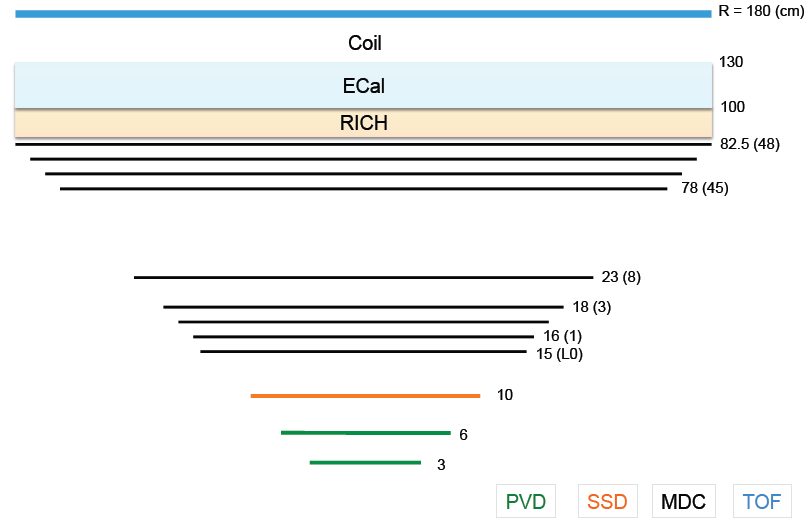 R = 180 (cm)
Coil
130
ECal
100
RICH
82.5 (48)
78 (45)
23 (8)
18 (3)
16 (1)
15 (L0)
10
6
3
PVD SSD MDC TOF